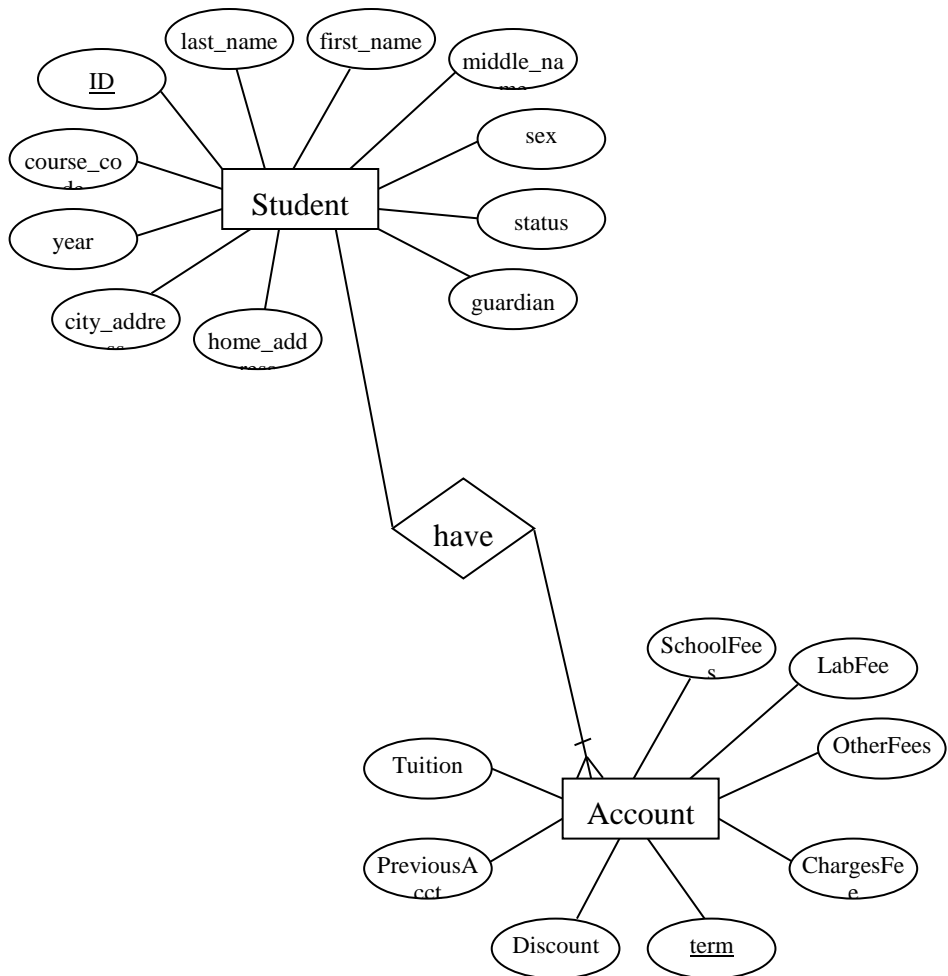 last_name
first_name
middle_na
ID
sex
course_co
Student
status
year
guardian
city_addre
home_add
have
SchoolFee
s
LabFee
OtherFees
Tuition
Account
PreviousA
cct
ChargesFe
e
Discount
term